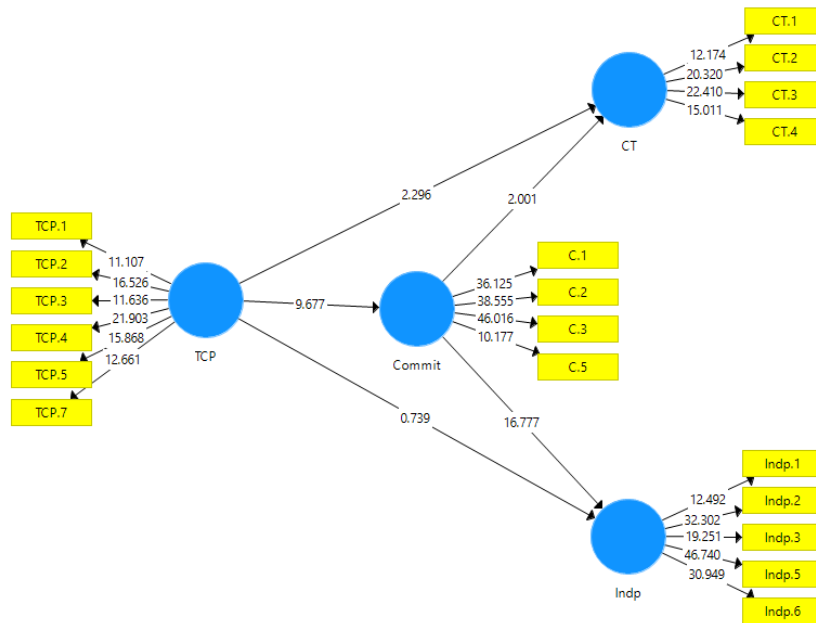 CT.1
12.174
CT.2
20.320
CT.3
22.410
CT.4
15.011
CT
2.296
2.001
TCP.1
11.107
TCP.2
16.526
TCP.3
11.636
TCP.4
21.903
TCP.5
15.868
TCP.7
12.661
TCP
9.677
Commit
C.1
36.125
C.2
38.555
C.3
46.016
C.5
10.177
0.739
16.777
Indp.1
12.492
Indp.2
32.302
Indp.3
19.251
Indp.5
46.740
Indp.6
30.949
Indp